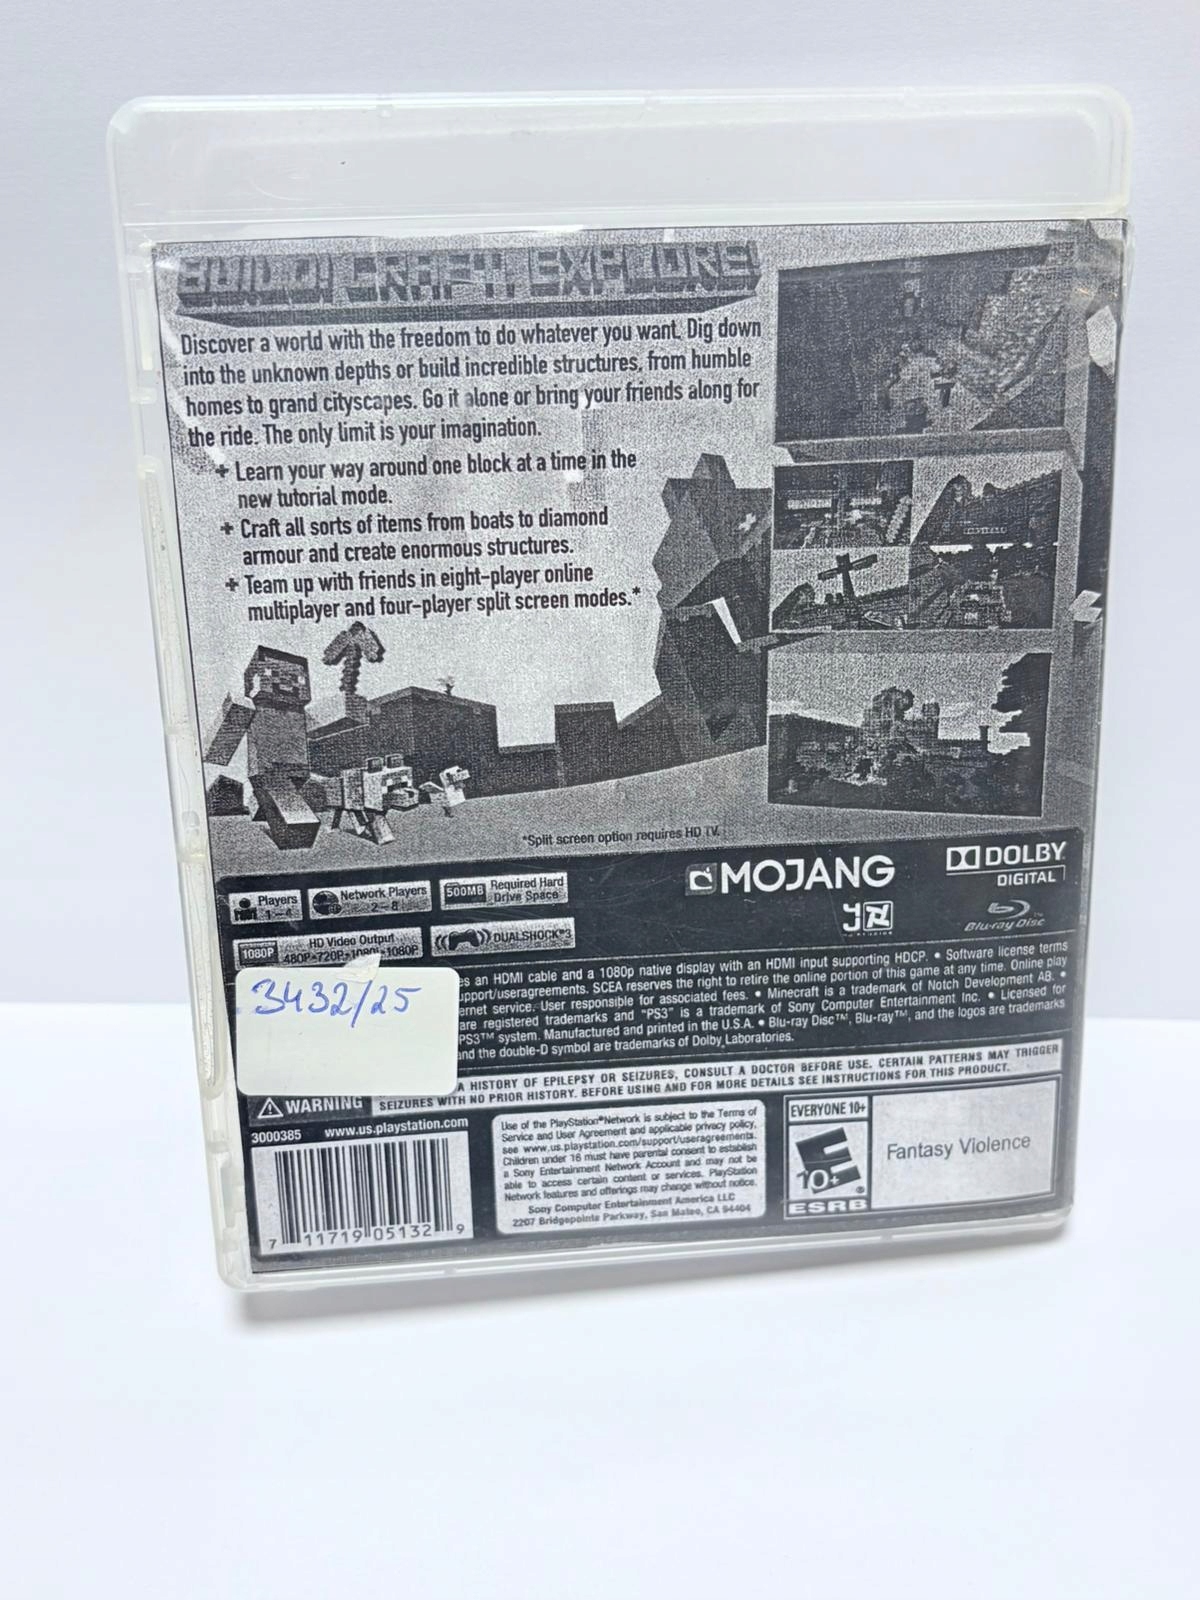 BUILD! CRAFT! EXPLORE!
Discover a world with the freedom to do whatever you want. Dig down
into the unknown depths or build incredible structures, from humble
homes to grand cityscapes. Go it alone or bring your friends along for
the ride. The only limit is your imagination.
+ Learn your way around one block at a time in the
new tutorial mode.
+ Craft all sorts of items from boats to diamond
armour and create enormous structures.
+ Team up with friends in eight-player online
multiplayer and four-player split screen modes.*
*Split screen option requires HD TV.
Players
1-4
Network Players
2-8
500MB
Required Hard
Drive Space
MOJANG
DOLBY
DIGITAL
4J
Blu-ray Disc™
1080P
HD Video Output
480P•720P•1080i•1080P
DUALSHOCK®3
3432/25
es an HDMI cable and a 1080p native display with an HDMI input supporting HDCP. • Software license terms
pport/useragreements. SCEA reserves the right to retire the online portion of this game at any time. Online play
ernet service. User responsible for associated fees. • Minecraft is a trademark of Notch Development AB. •
are registered trademarks and "PS3" is a trademark of Sony Computer Entertainment Inc. • Licensed for
PS3™ system. Manufactured and printed in the U.S.A. • Blu-ray Disc™, Blu-ray™, and the logos are trademarks
and the double-D symbol are trademarks of Dolby Laboratories.
WARNING
A HISTORY OF EPILEPSY OR SEIZURES, CONSULT A DOCTOR BEFORE USE. CERTAIN PATTERNS MAY TRIGGER
SEIZURES WITH NO PRIOR HISTORY. BEFORE USING AND FOR MORE DETAILS SEE INSTRUCTIONS FOR THIS PRODUCT.
3000385 www.us.playstation.com
7 11719 05132 9
Use of the PlayStation®Network is subject to the Terms of
Service and User Agreement and applicable privacy policy,
see www.us.playstation.com/support/useragreements.
Children under 18 must have parental consent to establish
a Sony Entertainment Network Account and may not be
able to access certain content or services. PlayStation
Network features and offerings may change without notice.
Sony Computer Entertainment America LLC
2207 Bridgepointe Parkway, San Mateo, CA 94404
EVERYONE 10+
10+
ESRB
Fantasy Violence